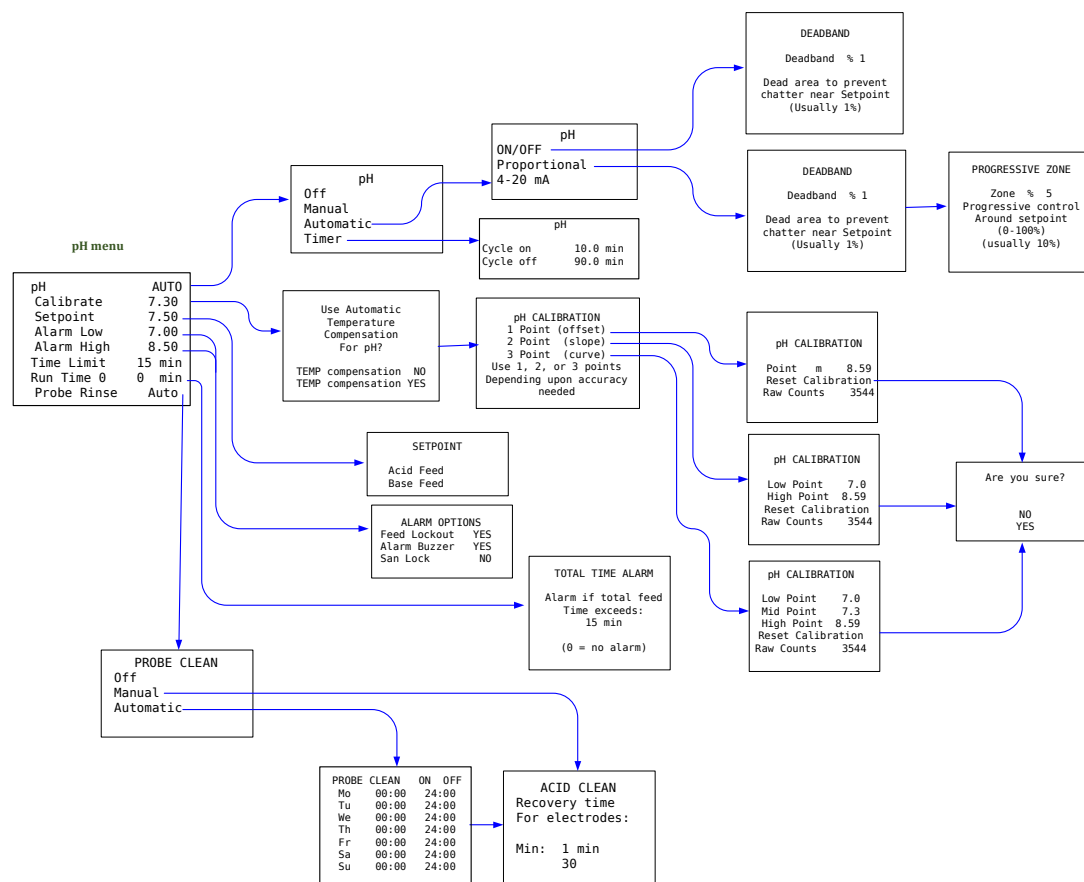 pH menu
pH AUTO
Calibrate 7.30
Setpoint 7.50
Alarm Low 7.00
Alarm High 8.50
Time Limit 15 min
Run Time 0 0 min
Probe Rinse Auto
pH
Off
Manual
Automatic
Timer
pH
ON/OFF
Proportional
4-20 mA
pH
Cycle on 10.0 min
Cycle off 90.0 min
DEADBAND
Deadband % 1
Dead area to prevent
chatter near Setpoint
(Usually 1%)
DEADBAND
Deadband % 1
Dead area to prevent
chatter near Setpoint
(Usually 1%)
PROGRESSIVE ZONE
Zone % 5
Progressive control
Around setpoint
(0-100%)
(usually 10%)
Use Automatic
Temperature
Compensation
For pH?
TEMP compensation NO
TEMP compensation YES
pH CALIBRATION
1 Point (offset)
2 Point (slope)
3 Point (curve)
Use 1, 2, or 3 points
Depending upon accuracy
needed
pH CALIBRATION
Point m 8.59
Reset Calibration
Raw Counts 3544
pH CALIBRATION
Low Point 7.0
High Point 8.59
Reset Calibration
Raw Counts 3544
pH CALIBRATION
Low Point 7.0
Mid Point 7.3
High Point 8.59
Reset Calibration
Raw Counts 3544
Are you sure?
NO
YES
SETPOINT
Acid Feed
Base Feed
ALARM OPTIONS
Feed Lockout YES
Alarm Buzzer YES
San Lock NO
TOTAL TIME ALARM
Alarm if total feed
Time exceeds:
15 min
(0 = no alarm)
PROBE CLEAN
Off
Manual
Automatic
PROBE CLEAN ON OFF
Mo 00:00 24:00
Tu 00:00 24:00
We 00:00 24:00
Th 00:00 24:00
Fr 00:00 24:00
Sa 00:00 24:00
Su 00:00 24:00
ACID CLEAN
Recovery time
For electrodes:
Min: 1 min
30